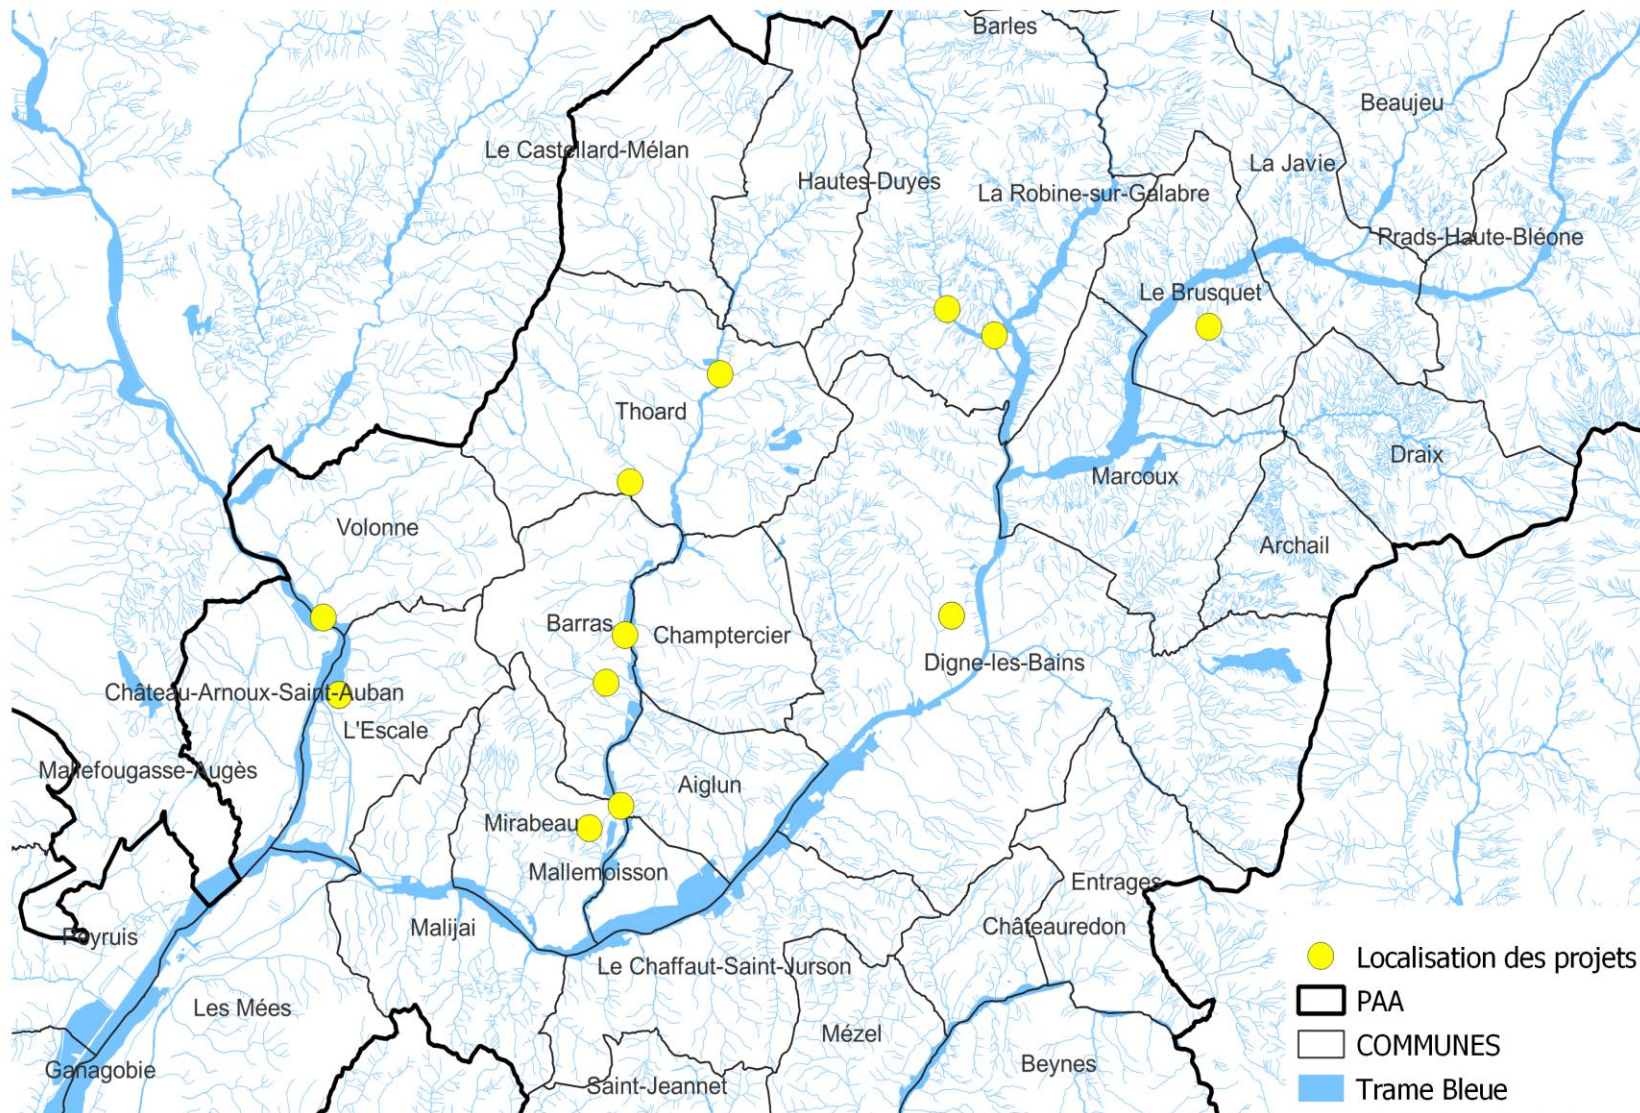 Barles
Beaujeu
Le Castellard-Mélan
La Javie
Hautes-Duyes
La Robine-sur-Galabre
Prads-Haute-Bléone
Le Brusquet
Thoard
Draix
Marcoux
Volonne
Archail
Barras
Champtercier
Digne-les-Bains
Château-Arnoux-Saint-Auban
L'Escale
Mallefougasse-Augès
Aiglun
Mirabeau
Mallemoisson
Entrages
Malijai
Châteauredon
Peyruis
Le Chaffaut-Saint-Jurson
Les Mées
Mézel
Beynes
Ganagobie
Saint-Jeannet
Localisation des projets
PAA
COMMUNES
Trame Bleue